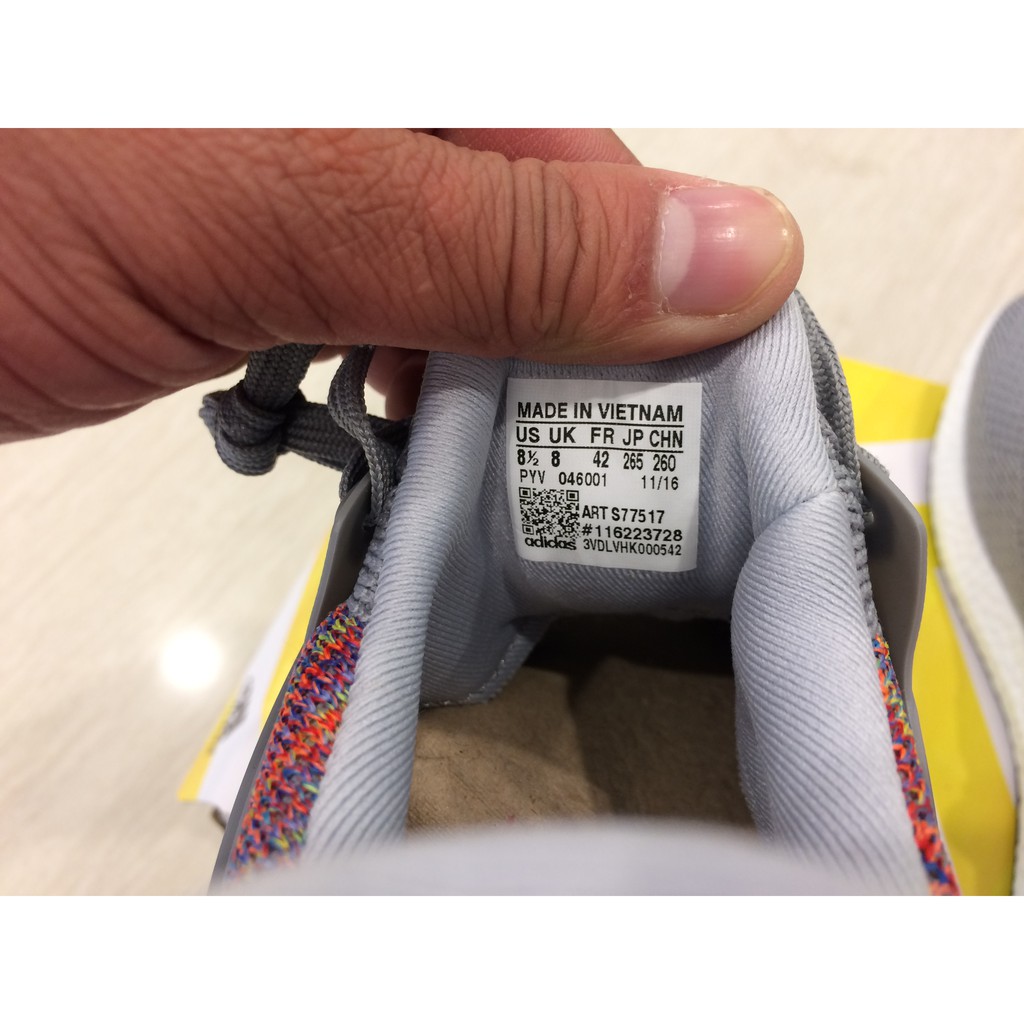 MADE IN VIETNAM
US UK FR JP CHN
8½ 8 42 265 260
PYV 046001 11/16
ART S77517
#116223728
adidas 3VDLVHK000542